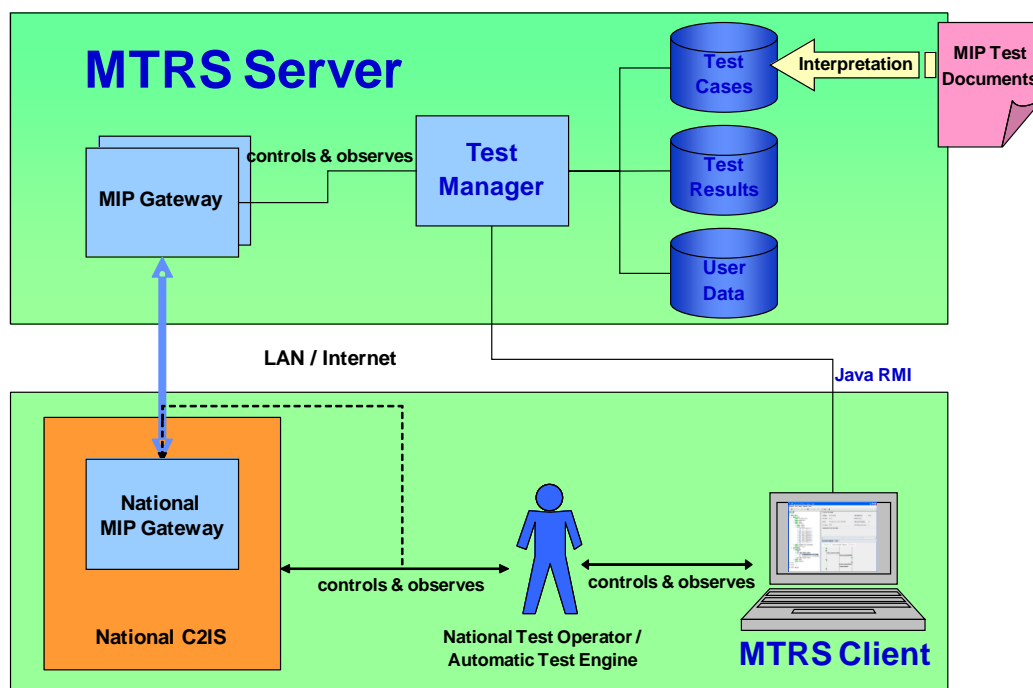 MTRS Server
Test
Cases
Interpretation
MIP Test
Documents
controls & observes
Test
Manager
MIP Gateway
Test
Results
User
Data
LAN / Internet
Java RMI
National
MIP Gateway
controls & observes
controls & observes
National C2IS
National Test Operator /
Automatic Test Engine
MTRS Client